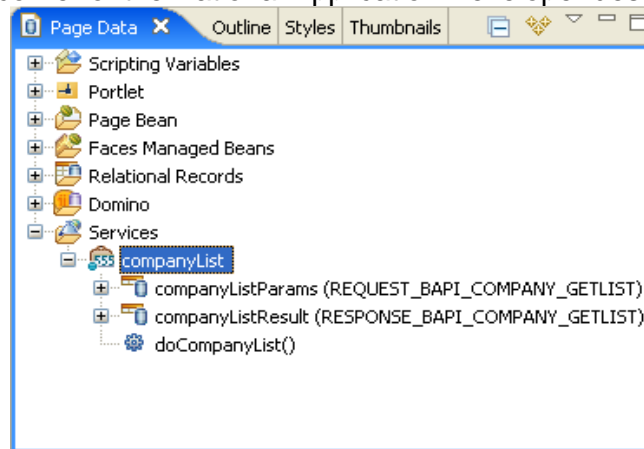 Page Data Outline Styles Thumbnails
Scripting Variables
Portlet
Page Bean
Faces Managed Beans
Relational Records
Domino
Services
companyList
companyListParams (REQUEST_BAPI_COMPANY_GETLIST)
companyListResult (RESPONSE_BAPI_COMPANY_GETLIST)
doCompanyList()